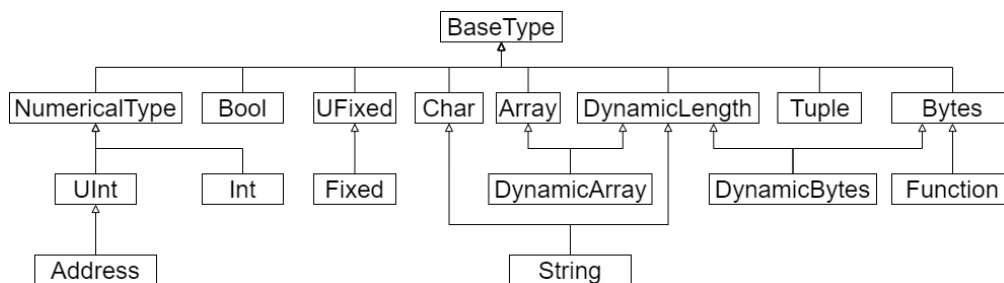 BaseType
NumericalType
Bool
UFixed
Char
Array
DynamicLength
Tuple
Bytes
UInt
Int
Fixed
DynamicArray
DynamicBytes
Function
Address
String